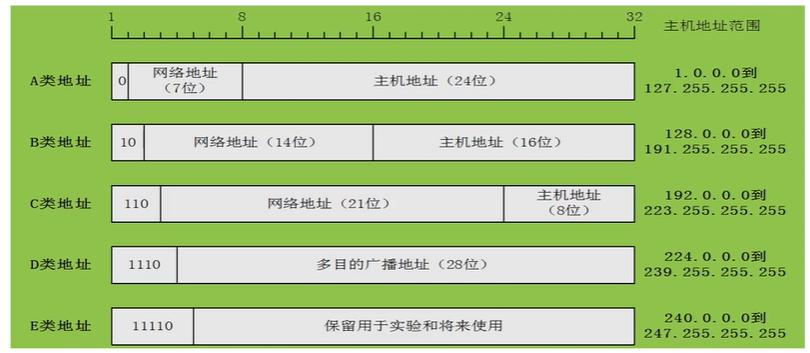 1 8 16 24 32 主机地址范围
A类地址 0 网络地址 主机地址（24位） 1.0.0.0到
（7位） 127.255.255.255
B类地址 10 网络地址（14位） 主机地址（16位） 128.0.0.0到
191.255.255.255
C类地址 110 网络地址（21位） 主机地址 192.0.0.0到
（8位） 223.255.255.255
D类地址 1110 多目的广播地址（28位） 224.0.0.0到
239.255.255.255
E类地址 11110 保留用于实验和将来使用 240.0.0.0到
247.255.255.255